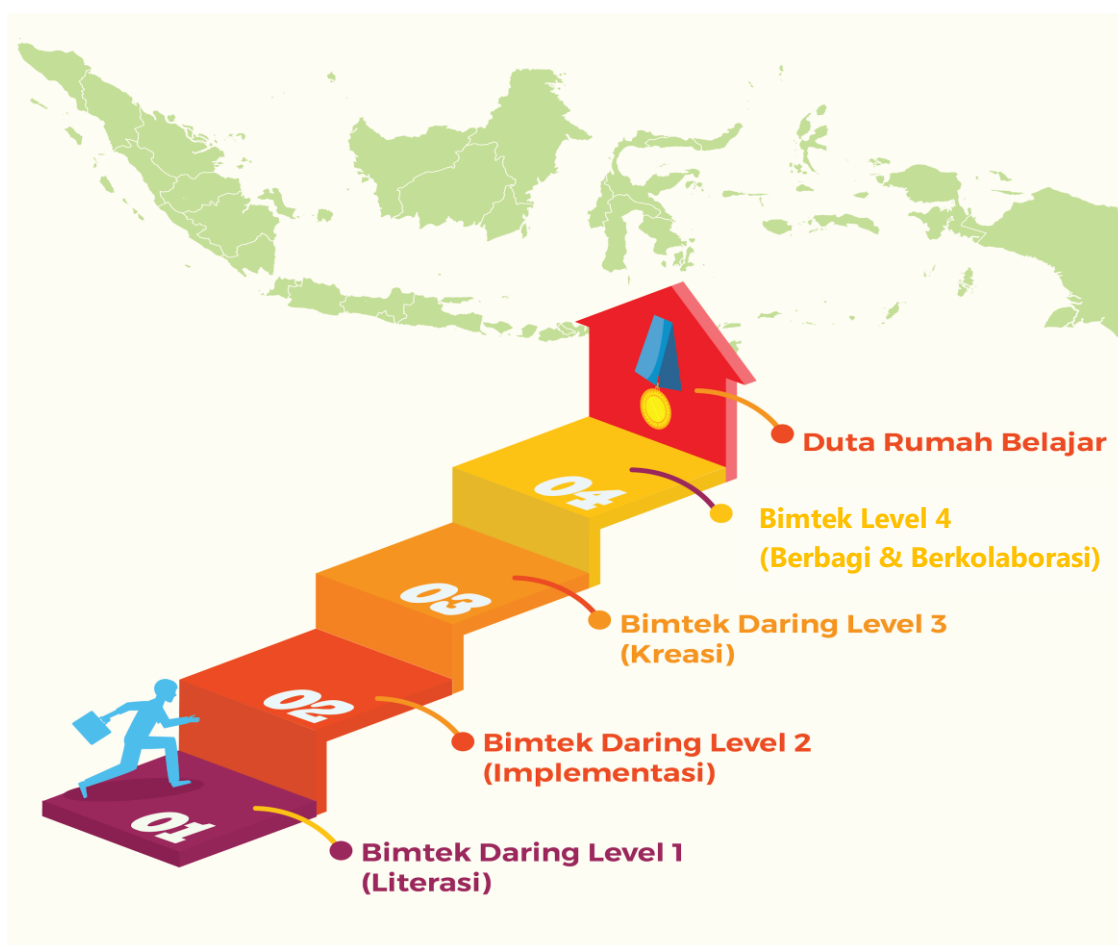 Duta Rumah Belajar
04
Bimtek Level 4
(Berbagi & Berkolaborasi)
03
Bimtek Daring Level 3
(Kreasi)
02
Bimtek Daring Level 2
(Implementasi)
01
Bimtek Daring Level 1
(Literasi)